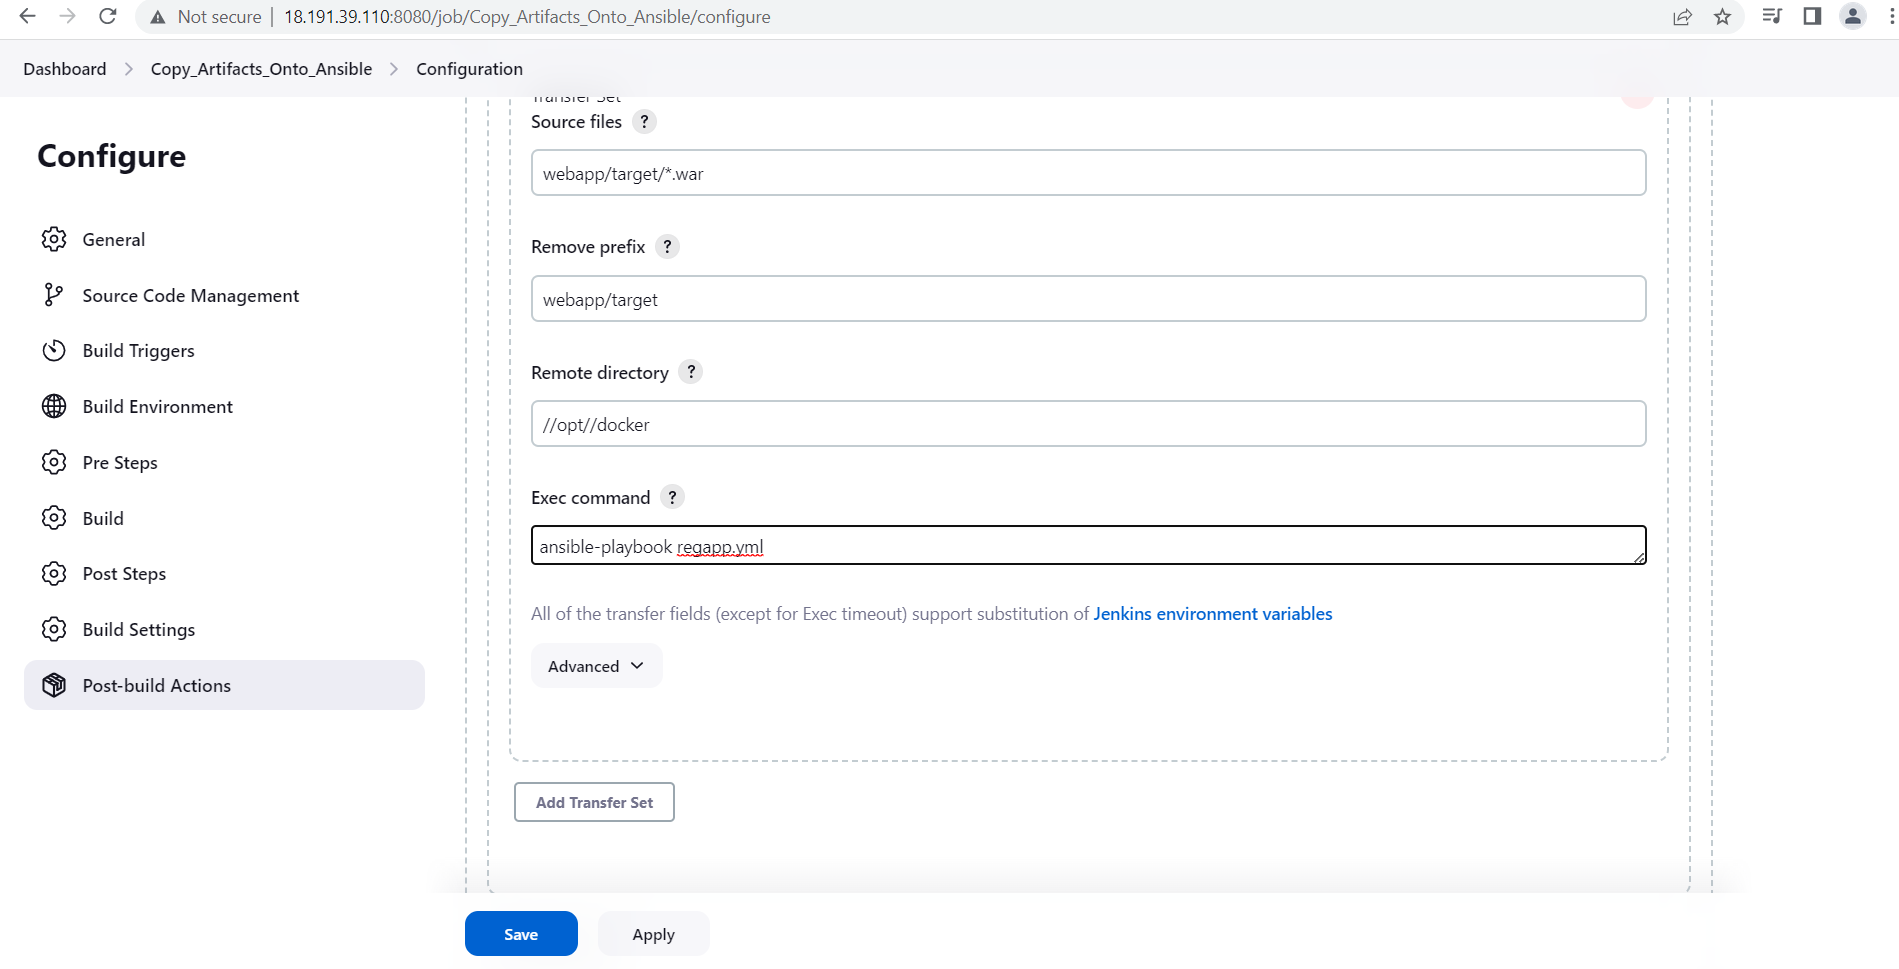 Not secure | 18.191.39.110:8080/job/Copy_Artifacts_Onto_Ansible/configure
Dashboard > Copy_Artifacts_Onto_Ansible > Configuration
Configure
General
Source Code Management
Build Triggers
Build Environment
Pre Steps
Build
Post Steps
Build Settings
Post-build Actions
Transfer Set
Source files ?
webapp/target/*.war
Remove prefix ?
webapp/target
Remote directory ?
//opt//docker
Exec command ?
ansible-playbook regapp.yml
All of the transfer fields (except for Exec timeout) support substitution of Jenkins environment variables
Advanced
Add Transfer Set
Save Apply